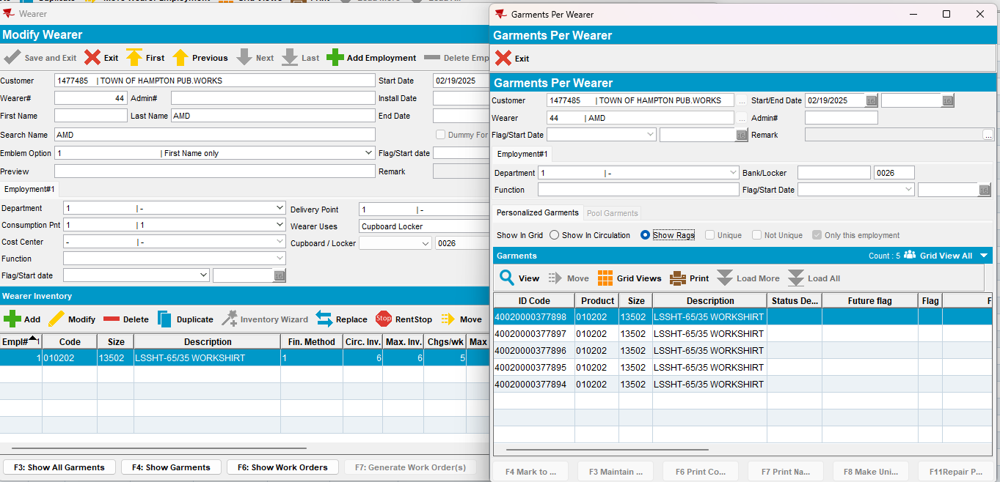 Wearer
Modify Wearer
Save and Exit Exit First Previous Next Last Add Employment Delete Emp
Customer 1477485 | TOWN OF HAMPTON PUB.WORKS Start Date 02/19/2025
Wearer# 44 Admin# Install Date
First Name Last Name AMD End Date
Search Name AMD Dummy For
Emblem Option 1 | First Name only Flag/Start date
Preview Remark
Employment#1
Department 1 | - Delivery Point 1 | -
Consumption Pnt 1 | 1 Wearer Uses Cupboard Locker
Cost Center - | - Cupboard / Locker 0026
Function
Flag/Start date 16
Wearer Inventory
Add Modify Delete Duplicate Inventory Wizard Replace Stop RentStop Move
Empl# 1 Code Size Description Fin. Method Circ. Inv. Max. Inv. Chgs/wk Max
1 010202 13502 LSSHT-65/35 WORKSHIRT 1 6 6 5
F3: Show All Garments F4: Show Garments F6: Show Work Orders F7: Generate Work Order(s)
Garments Per Wearer
Garments Per Wearer
Exit
Garments Per Wearer
Customer 1477485 | TOWN OF HAMPTON PUB.WORKS ... Start/End Date 02/19/2025 16 16
Wearer 44 | AMD ... Admin#
Flag/Start Date 16 Remark ...
Employment#1
Department 1 | - Bank/Locker 0026
Function Flag/Start Date 16
Personalized Garments Pool Garments
Show In Grid Show In Circulation Show Rags Unique Not Unique Only this employment
Garments Count : 5 Grid View All
View Move Grid Views Print Load More Load All
ID Code Product Size Description Status De... Future flag Flag F
40020000377898 010202 13502 LSSHT-65/35 WORKSHIRT
40020000377897 010202 13502 LSSHT-65/35 WORKSHIRT
40020000377896 010202 13502 LSSHT-65/35 WORKSHIRT
40020000377895 010202 13502 LSSHT-65/35 WORKSHIRT
40020000377894 010202 13502 LSSHT-65/35 WORKSHIRT
F4 Mark to ... F3 Maintain ... F6 Print Co... F7 Print Na... F8 Make Uni... F11Repair P...